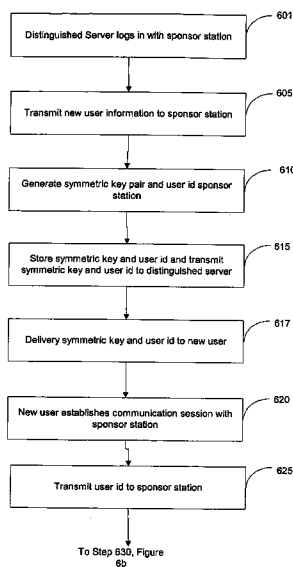 601
Distinguished Server logs in with sponsor station
605
Transmit new user information to sponsor station
610
Generate symmetric key pair and user id sponsor
station
615
Store symmetric key and user id and transmit
symmetric key and user id to distinguished server
617
Delivery symmetric key and user id to new user
620
New user establishes communication session with
sponsor station
625
Transmit user id to sponsor station
To Step 630, Figure
6b